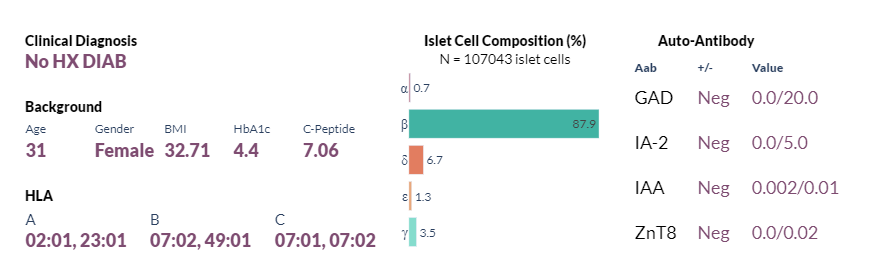 Clinical Diagnosis
No HX DIAB
Background
Age Gender BMI HbA1c C-Peptide
31 Female 32.71 4.4 7.06
HLA
A B C
02:01, 23:01 07:02, 49:01 07:01, 07:02
Islet Cell Composition (%)
N = 107043 islet cells
α 0.7
β 87.9
δ 6.7
ε 1.3
γ 3.5
Auto-Antibody
Aab +/- Value
GAD Neg 0.0/20.0
IA-2 Neg 0.0/5.0
IAA Neg 0.002/0.01
ZnT8 Neg 0.0/0.02